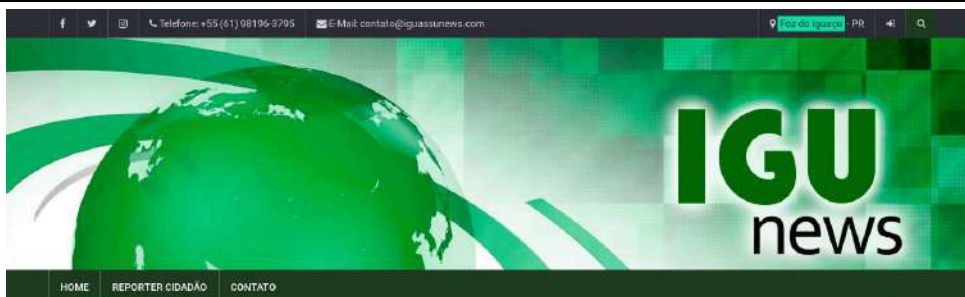 Telefone: +55 (61) 98196-3795 E-Mail: contato@iguassunews.com Foz do Iguaçu - PR
IGU
news
HOME REPORTER CIDADÃO CONTATO